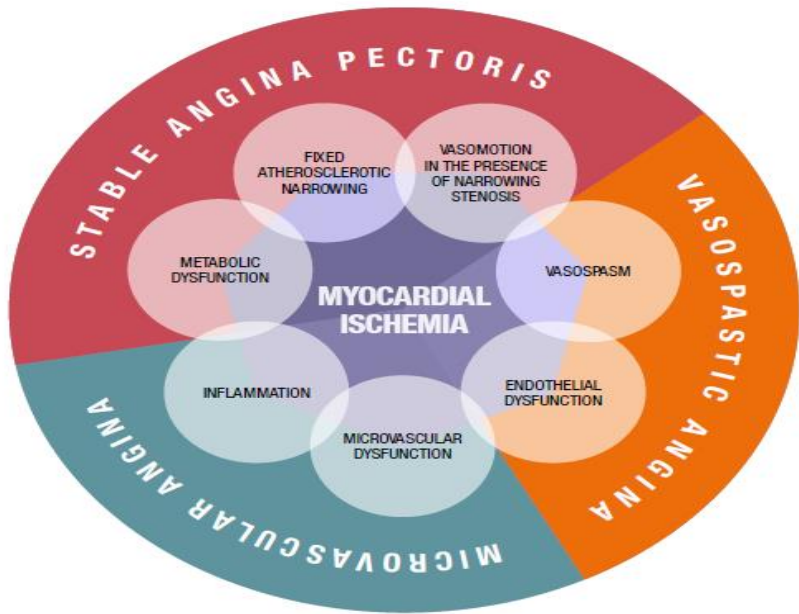 STABLE ANGINA PECTORIS
FIXED
ATHEROSCLEROTIC
NARROWING
VASOMOTION
IN THE PRESENCE
OF NARROWING
STENOSIS
VASOSPASTIC ANGINA
METABOLIC
DYSFUNCTION
VASOSPASM
MYOCARDIAL
ISCHEMIA
INFLAMMATION
ENDOTHELIAL
DYSFUNCTION
MICROVASCULAR
DYSFUNCTION
MICROVASCULAR ANGINA